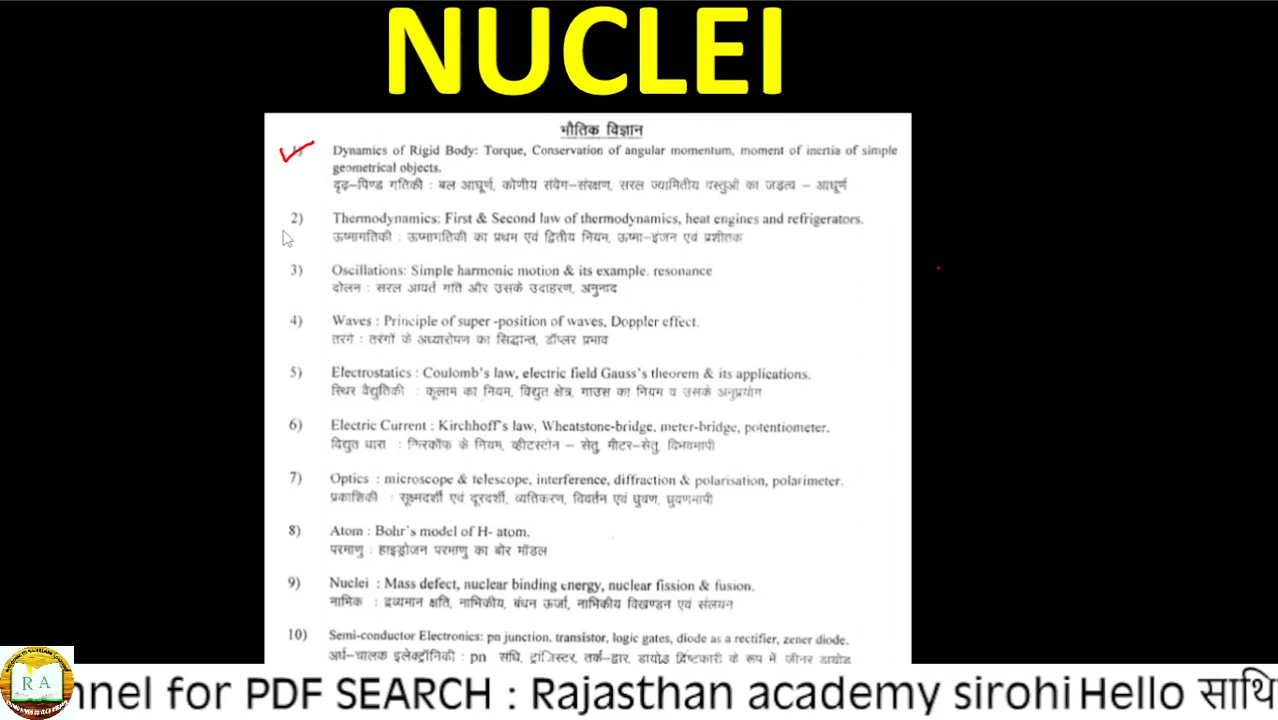 NUCLEI
भौतिक विज्ञान
Dynamics of Rigid Body: Torque, Conservation of angular momentum, moment of inertia of simple
geometrical objects.
दृढ़–पिण्ड गतिकी : बल आघूर्ण, कोणीय संवेग–संरक्षण, सरल ज्यामितीय वस्तुओं का जड़त्व – आघूर्ण
2) Thermodynamics: First & Second law of thermodynamics, heat engines and refrigerators.
ऊष्मागतिकी : ऊष्मागतिकी का प्रथम एवं द्वितीय नियम, ऊष्मा–इंजन एवं प्रशीतक
3) Oscillations: Simple harmonic motion & its example. resonance
दोलन : सरल आवर्त गति और उसके उदाहरण, अनुनाद
4) Waves : Principle of super -position of waves, Doppler effect.
तरंगे : तरंगों के अध्यारोपण का सिद्धान्त, डॉप्लर प्रभाव
5) Electrostatics : Coulomb's law, electric field Gauss's theorem & its applications.
स्थिर वैद्युतिकी : कूलाम का नियम, विद्युत क्षेत्र, गाउस का नियम व उसके अनुप्रयोग
6) Electric Current : Kirchhoff's law, Wheatstone-bridge, meter-bridge, potentiometer.
विद्युत धारा : किरकॉफ के नियम, व्हीटस्टोन – सेतु, मीटर–सेतु, विभवमापी
7) Optics : microscope & telescope, interference, diffraction & polarisation, polarimeter.
प्रकाशिकी : सूक्ष्मदर्शी एवं दूरदर्शी, व्यतिकरण, विवर्तन एवं ध्रुवण, ध्रुवणमापी
8) Atom : Bohr's model of H- atom.
परमाणु : हाइड्रोजन परमाणु का बोर मॉडल
9) Nuclei : Mass defect, nuclear binding energy, nuclear fission & fusion.
नाभिक : द्रव्यमान क्षति, नाभिकीय, बंधन ऊर्जा, नाभिकीय विखण्डन एवं संलयन
10) Semi-conductor Electronics: pn junction, transistor, logic gates, diode as a rectifier, zener diode.
अर्ध–चालक इलेक्ट्रॉनिकी : pn संधि, ट्रांजिस्टर, तर्क–द्वार, डायोड दिष्टकारी के रूप में जीनर डायोड
R A
nnel for PDF SEARCH : Rajasthan academy sirohi Hello साथि